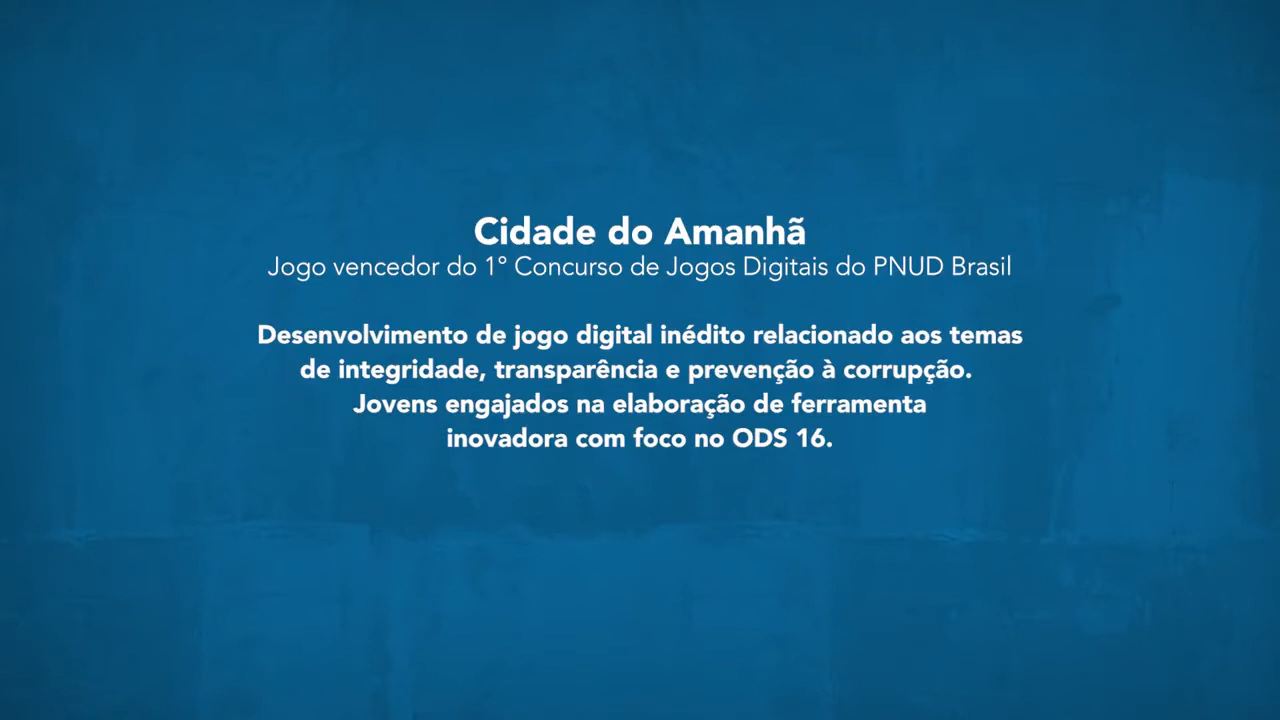 Cidade do Amanhã
Jogo vencedor do 1° Concurso de Jogos Digitais do PNUD Brasil
Desenvolvimento de jogo digital inédito relacionado aos temas
de integridade, transparência e prevenção à corrupção.
Jovens engajados na elaboração de ferramenta
inovadora com foco no ODS 16.